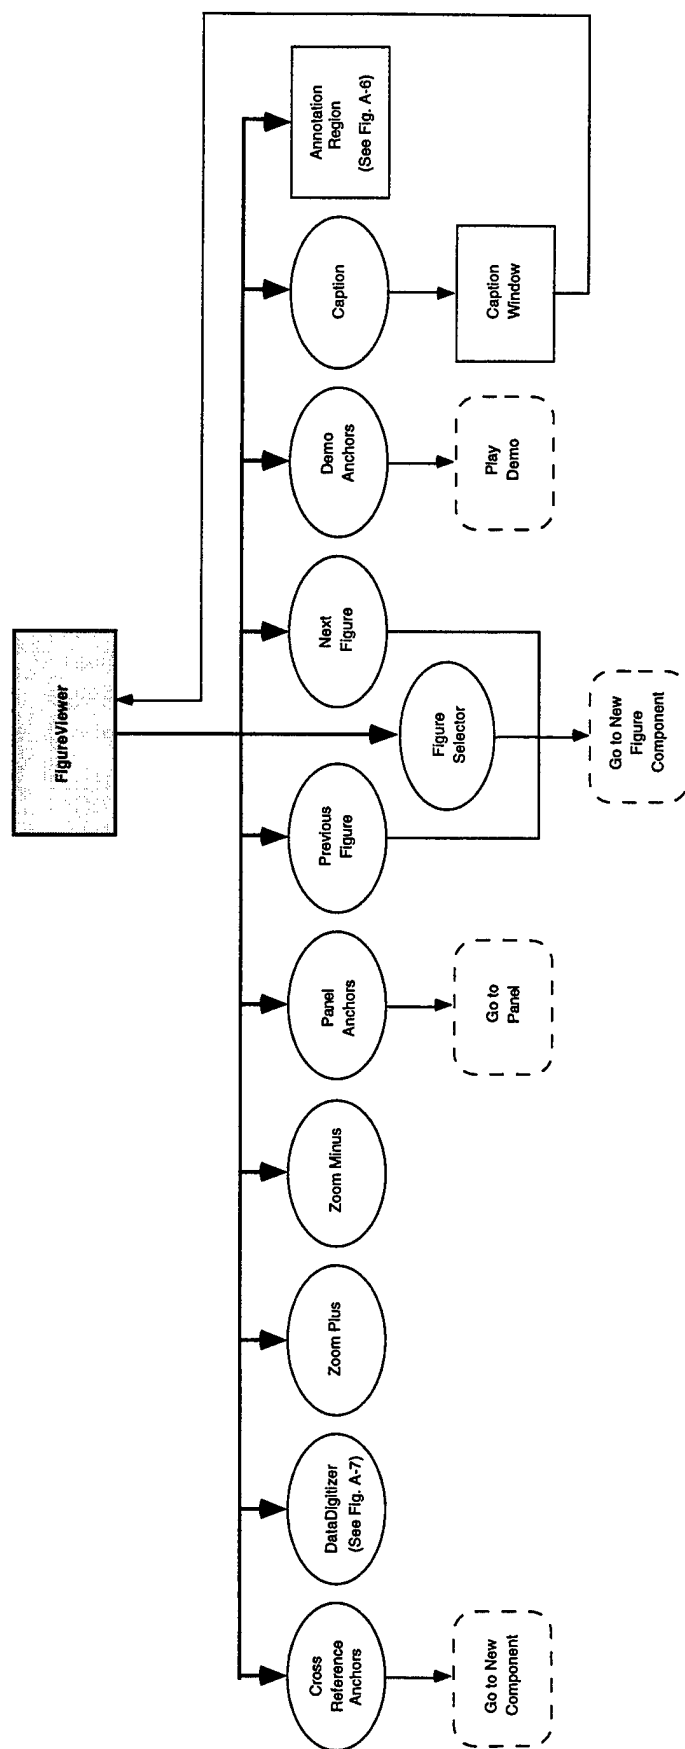 FigureViewer
Cross
Reference
Anchors
DataDigitizer
(See Fig. A-7)
Zoom Plus
Zoom Minus
Panel
Anchors
Previous
Figure
Figure
Selector
Next
Figure
Demo
Anchors
Caption
Annotation
Region
(See Fig. A-6)
Go to New
Component
Go to
Panel
Go to New
Figure
Component
Play
Demo
Caption
Window